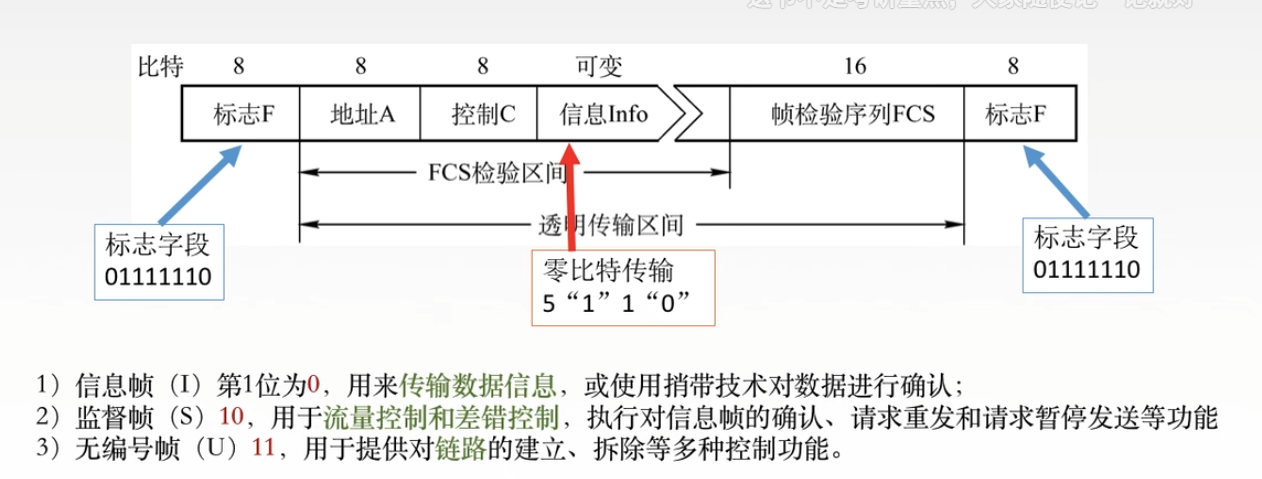 比特 8 8 8 可变 16 8
标志F 地址A 控制C 信息Info 帧检验序列FCS 标志F
FCS检验区间
透明传输区间
标志字段
01111110
零比特传输
5“1”1“0”
标志字段
01111110
1）信息帧（I）第1位为0，用来传输数据信息，或使用捎带技术对数据进行确认；
2）监督帧（S）10，用于流量控制和差错控制，执行对信息帧的确认、请求重发和请求暂停发送等功能
3）无编号帧（U）11，用于提供对链路的建立、拆除等多种控制功能。